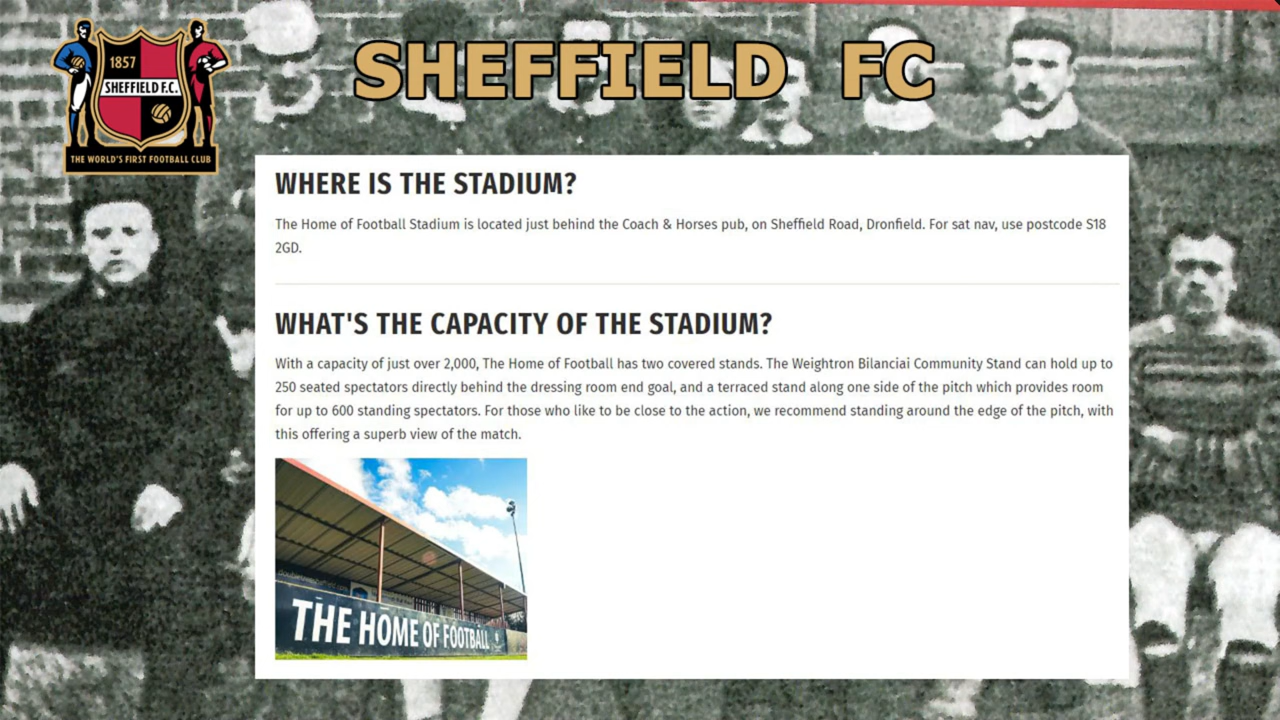 1857
SHEFFIELD F.C.
THE WORLD'S FIRST FOOTBALL CLUB
SHEFFIELD FC
WHERE IS THE STADIUM?
The Home of Football Stadium is located just behind the Coach & Horses pub, on Sheffield Road, Dronfield. For sat nav, use postcode S18
2GD.
WHAT'S THE CAPACITY OF THE STADIUM?
With a capacity of just over 2,000, The Home of Football has two covered stands. The Weightron Bilanciai Community Stand can hold up to
250 seated spectators directly behind the dressing room end goal, and a terraced stand along one side of the pitch which provides room
for up to 600 standing spectators. For those who like to be close to the action, we recommend standing around the edge of the pitch, with
this offering a superb view of the match.
THE HOME OF FOOTBALL